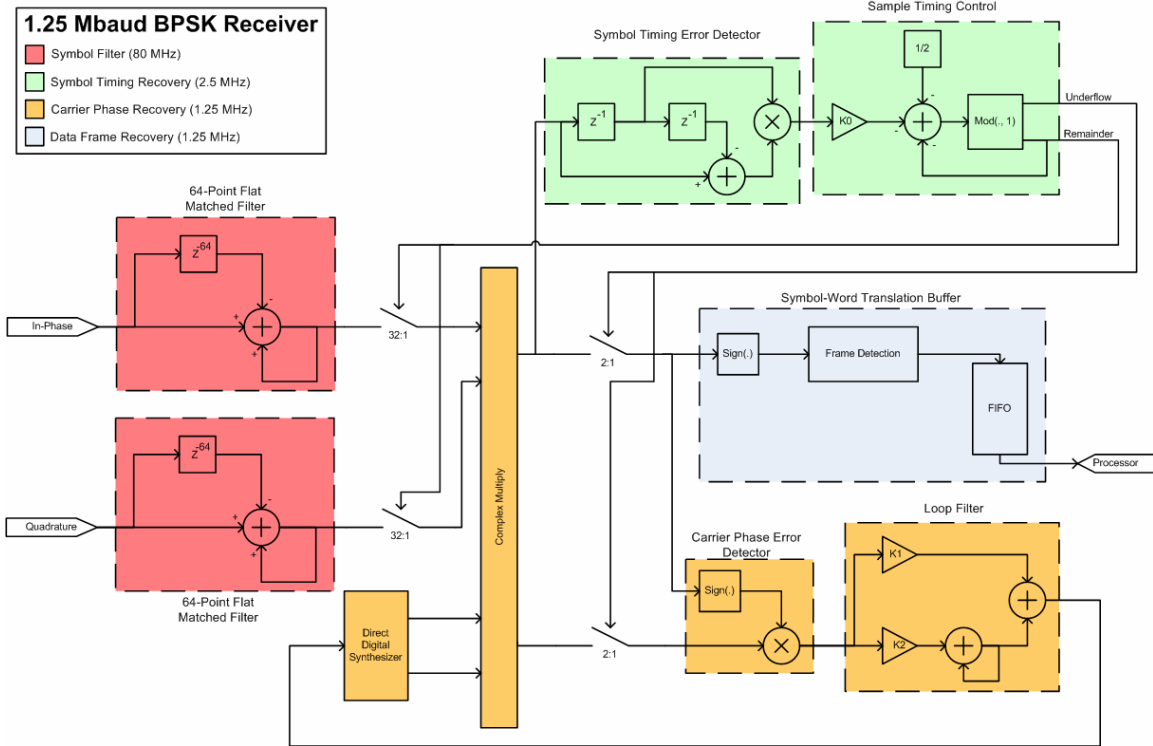 1.25 Mbaud BPSK Receiver
Symbol Filter (80 MHz)
Symbol Timing Recovery (2.5 MHz)
Carrier Phase Recovery (1.25 MHz)
Data Frame Recovery (1.25 MHz)
Symbol Timing Error Detector
z-1
z-1
-
+
+
×
Sample Timing Control
1/2
K0
-
-
-
+
Mod(., 1)
Underflow
Remainder
64-Point Flat
Matched Filter
z-64
-
+
+
+
In-Phase
32:1
z-64
-
+
+
+
Quadrature
32:1
64-Point Flat
Matched Filter
Complex Multiply
Direct
Digital
Synthesizer
2:1
2:1
Symbol-Word Translation Buffer
Sign(.)
Frame Detection
FIFO
Processor
Carrier Phase Error
Detector
Sign(.)
×
Loop Filter
K1
K2
+
+